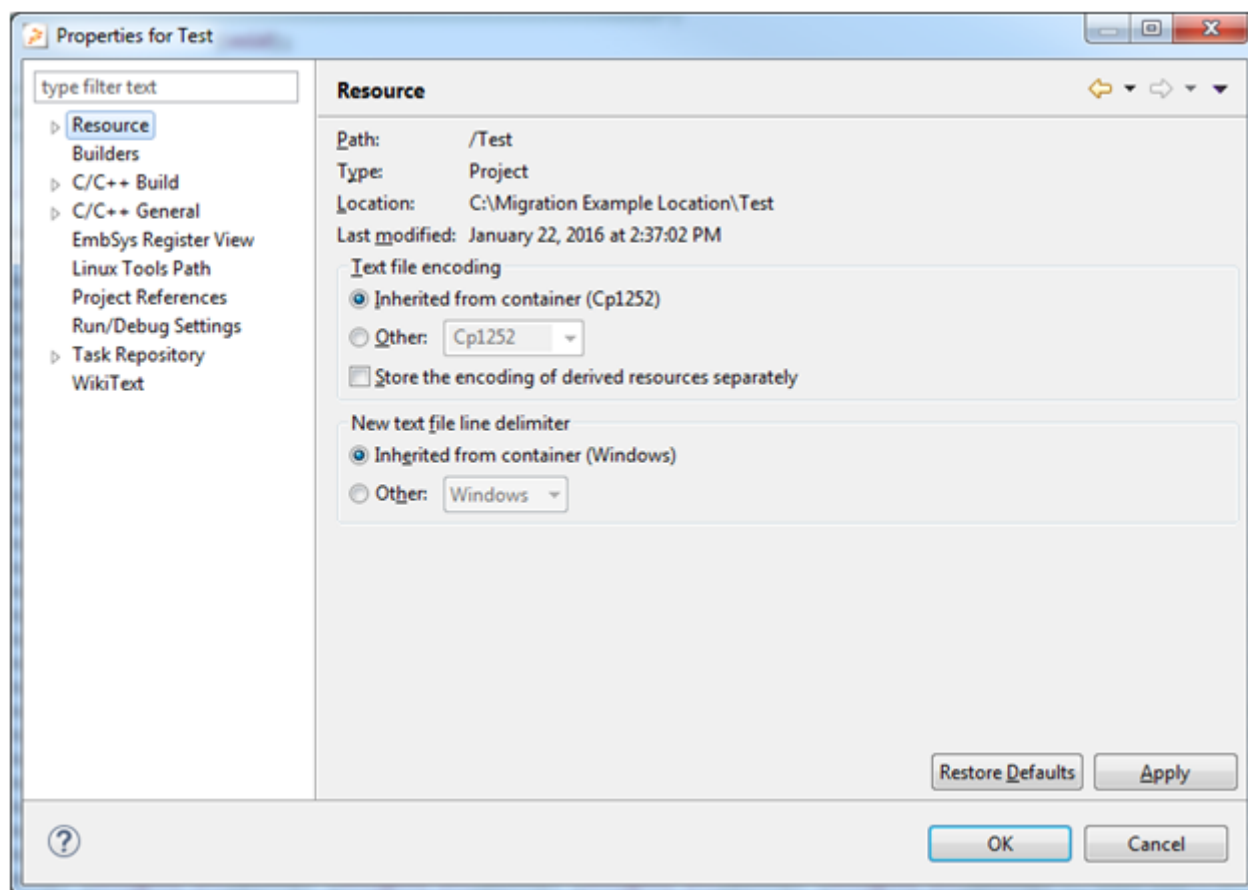 Properties for Test
type filter text
Resource
Builders
C/C++ Build
C/C++ General
EmbSys Register View
Linux Tools Path
Project References
Run/Debug Settings
Task Repository
WikiText
Resource
Path: /Test
Type: Project
Location: C:\Migration Example Location\Test
Last modified: January 22, 2016 at 2:37:02 PM
Text file encoding
Inherited from container (Cp1252)
Other: Cp1252
Store the encoding of derived resources separately
New text file line delimiter
Inherited from container (Windows)
Other: Windows
Restore Defaults Apply
? OK Cancel